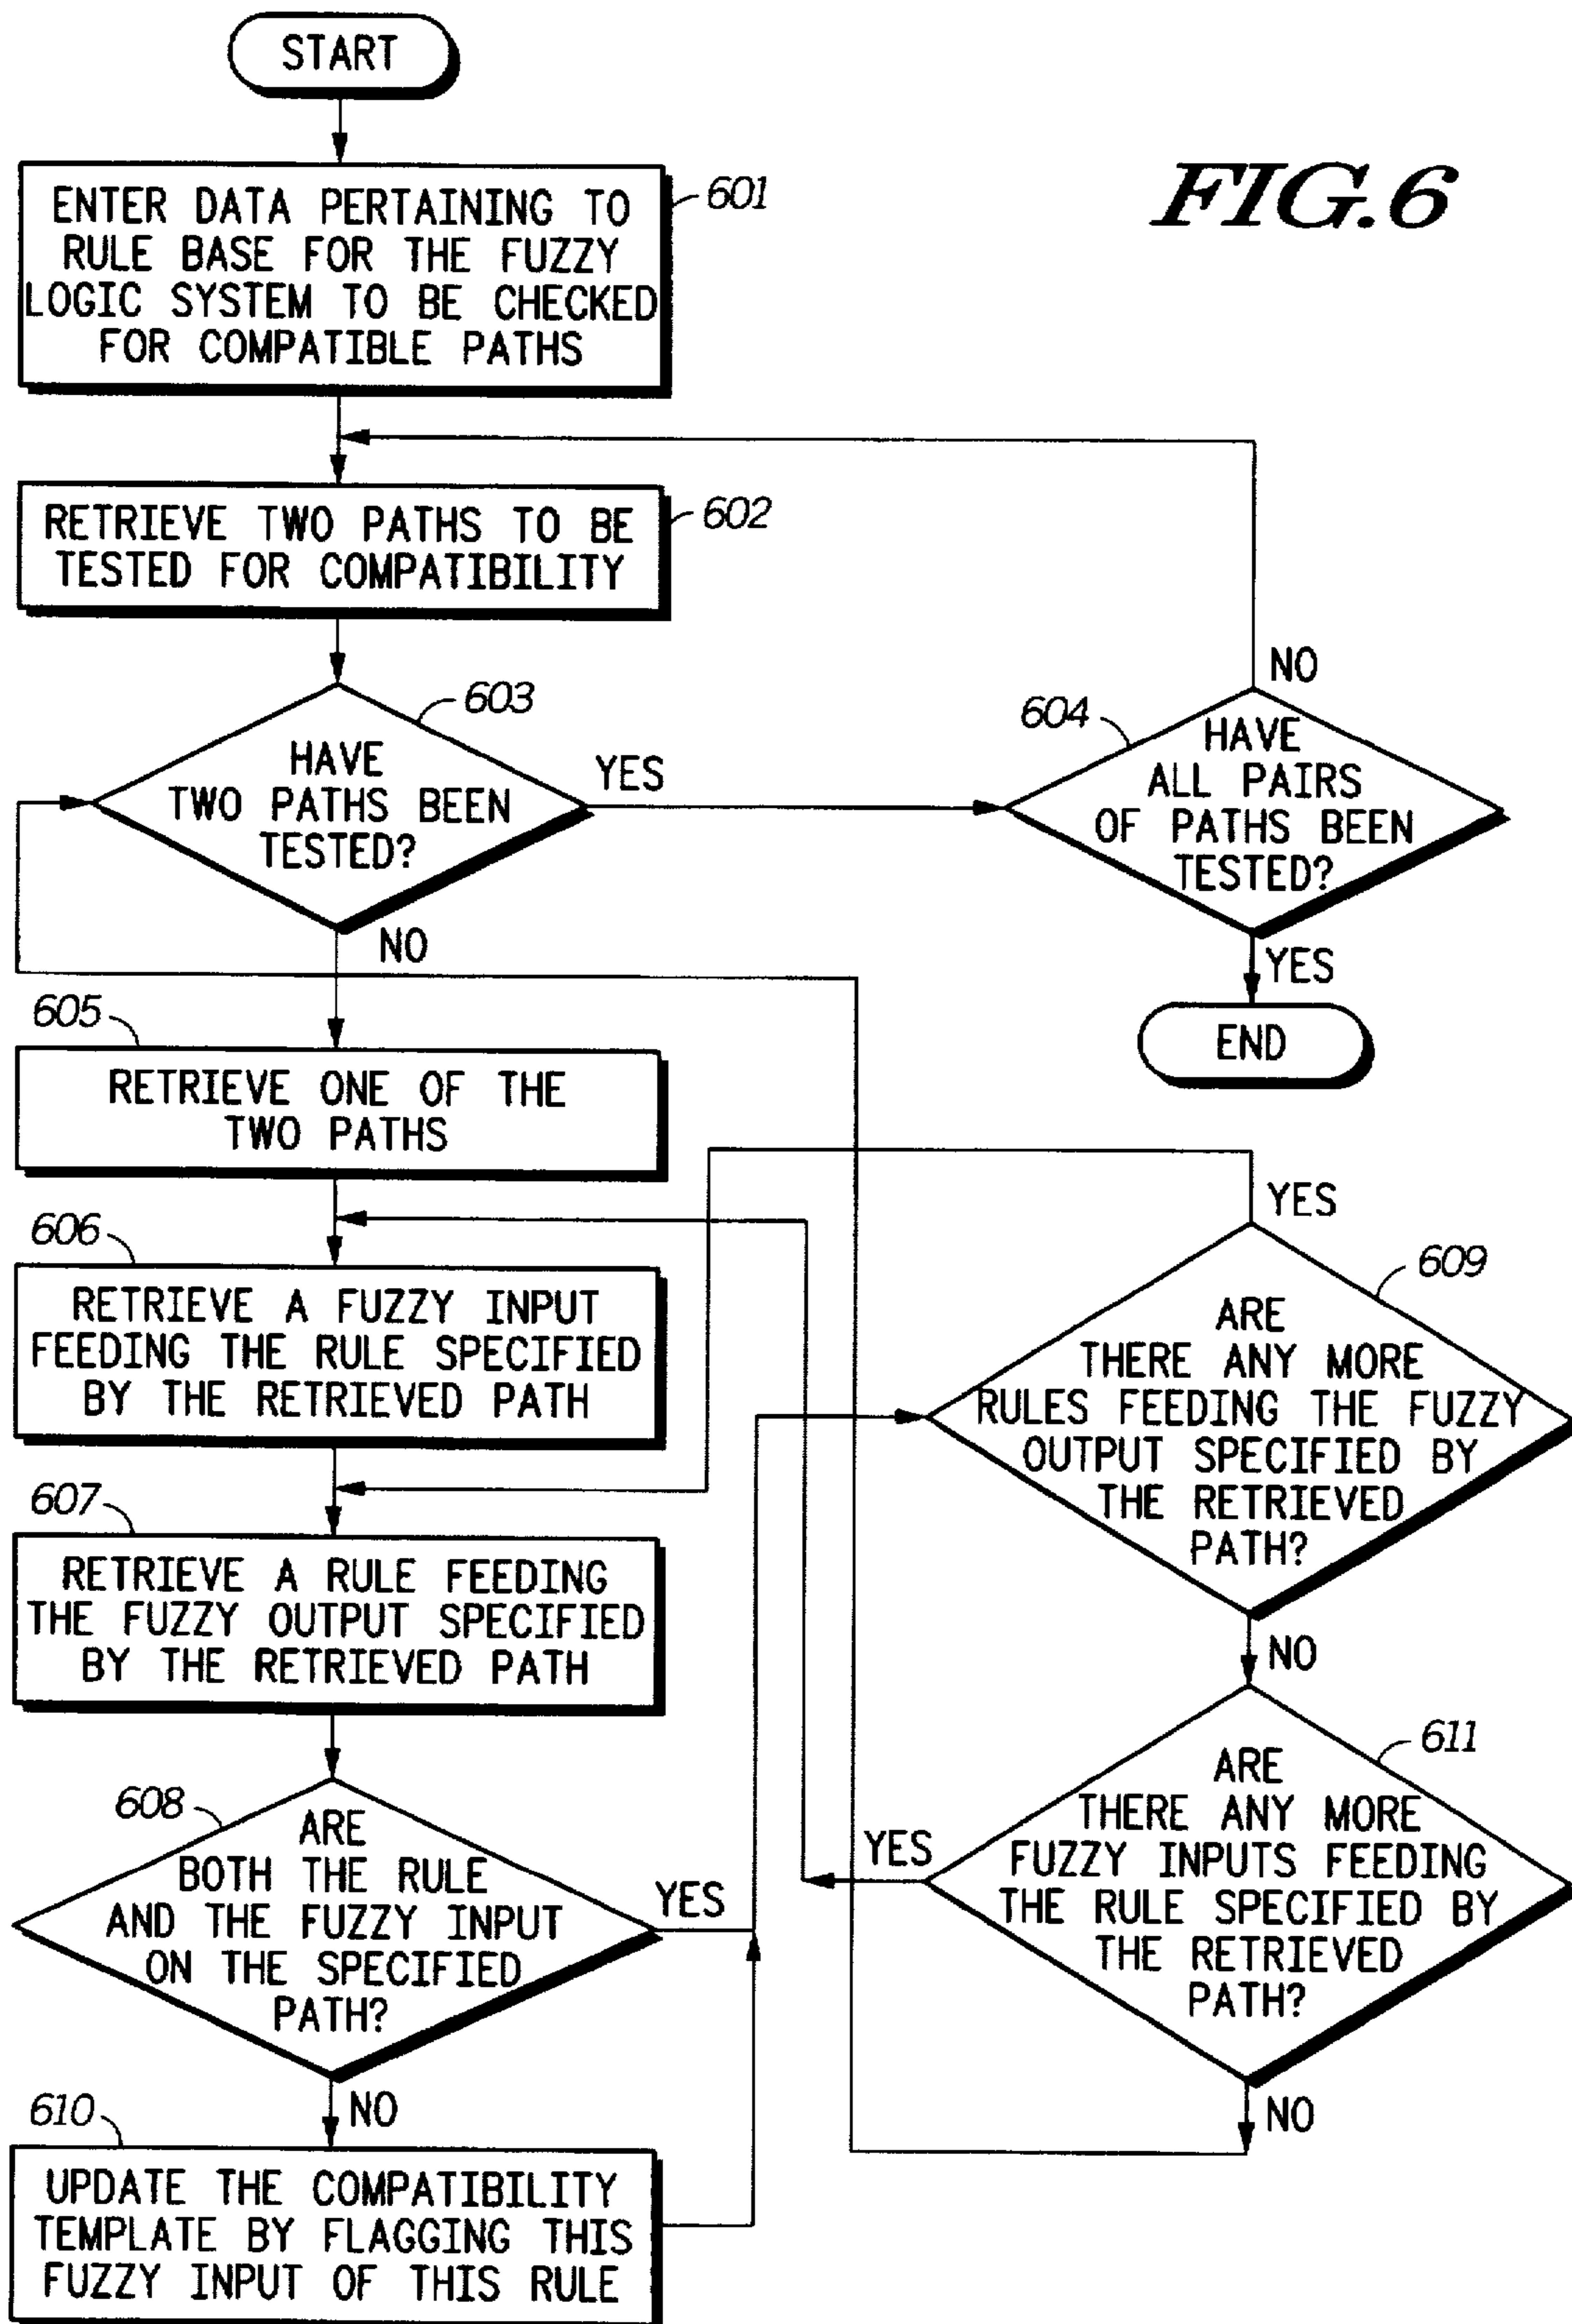 START
FIG.6
ENTER DATA PERTAINING TO
RULE BASE FOR THE FUZZY
LOGIC SYSTEM TO BE CHECKED
FOR COMPATIBLE PATHS
601
RETRIEVE TWO PATHS TO BE
TESTED FOR COMPATIBILITY
602
603
HAVE
TWO PATHS BEEN
TESTED?
YES
NO
604
HAVE
ALL PAIRS
OF PATHS BEEN
TESTED?
NO
YES
END
605
RETRIEVE ONE OF THE
TWO PATHS
606
RETRIEVE A FUZZY INPUT
FEEDING THE RULE SPECIFIED
BY THE RETRIEVED PATH
607
RETRIEVE A RULE FEEDING
THE FUZZY OUTPUT SPECIFIED
BY THE RETRIEVED PATH
608
ARE
BOTH THE RULE
AND THE FUZZY INPUT
ON THE SPECIFIED
PATH?
YES
NO
610
UPDATE THE COMPATIBILITY
TEMPLATE BY FLAGGING THIS
FUZZY INPUT OF THIS RULE
YES
609
ARE
THERE ANY MORE
RULES FEEDING THE FUZZY
OUTPUT SPECIFIED BY
THE RETRIEVED
PATH?
NO
611
ARE
THERE ANY MORE
FUZZY INPUTS FEEDING
THE RULE SPECIFIED BY
THE RETRIEVED
PATH?
YES
NO